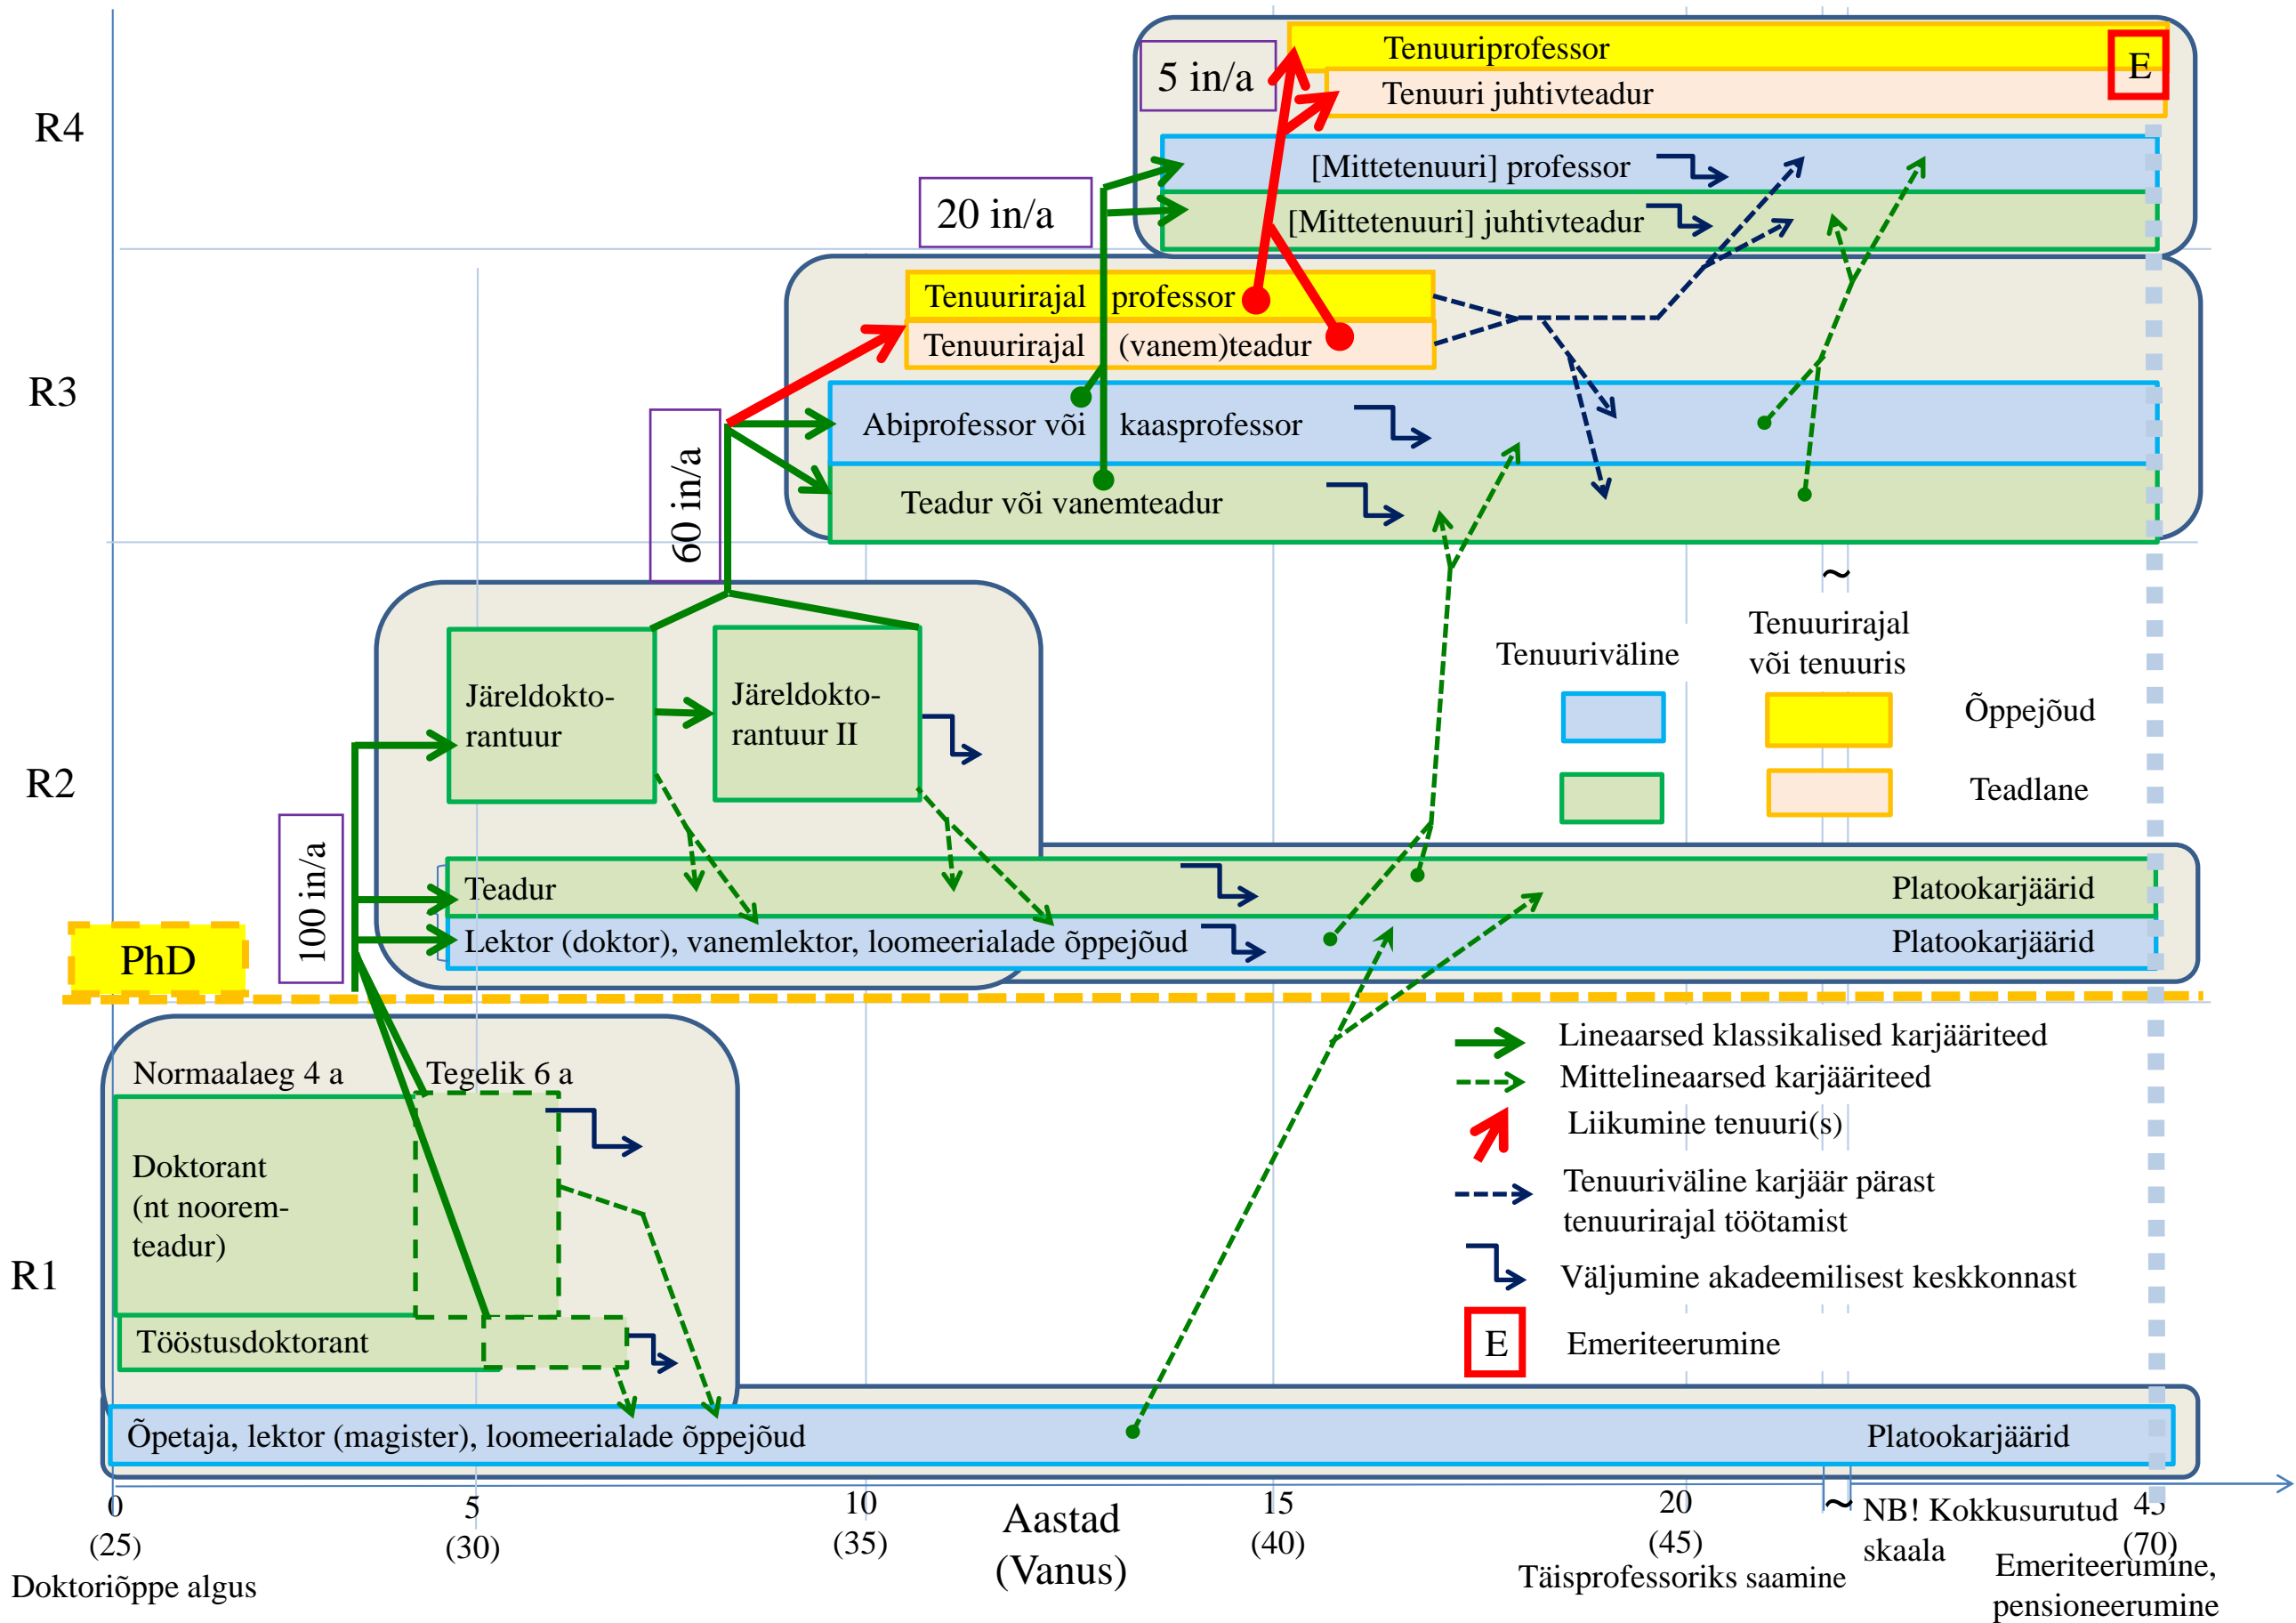 Tenuuriprofessor
E
5 in/a
Tenuuri juhtivteadur
R4
[Mittetenuuri] professor
20 in/a
[Mittetenuuri] juhtivteadur
Tenuurirajal professor
Tenuurirajal (vanem)teadur
R3
Abiprofessor või kaasprofessor
60 in/a
Teadur või vanemteadur
~
Tenuuriväline
Tenuurirajal
või tenuuris
Õppejõud
Teadlane
Järeldokto-
rantuur
Järeldokto-
rantuur II
R2
100 in/a
Teadur
Platookarjäärid
Lektor (doktor), vanemlektor, loomeerialade õppejõud
Platookarjäärid
PhD
Normaalaeg 4 a
Tegelik 6 a
Doktorant
(nt noorem-
teadur)
R1
Tööstusdoktorant
Lineaarsed klassikalised karjääriteed
Mittelineaarsed karjääriteed
Liikumine tenuuri(s)
Tenuuriväline karjäär pärast
tenuurirajal töötamist
Väljumine akadeemilisest keskkonnast
E
Emeriteerumine
Õpetaja, lektor (magister), loomeerialade õppejõud
Platookarjäärid
0
5
10
15
20
~
45
(25)
(30)
(35)
(40)
(45)
(70)
Aastad
(Vanus)
NB! Kokkusurutud
skaala
Doktoriõppe algus
Täisprofessoriks saamine
Emeriteerumine,
pensioneerumine